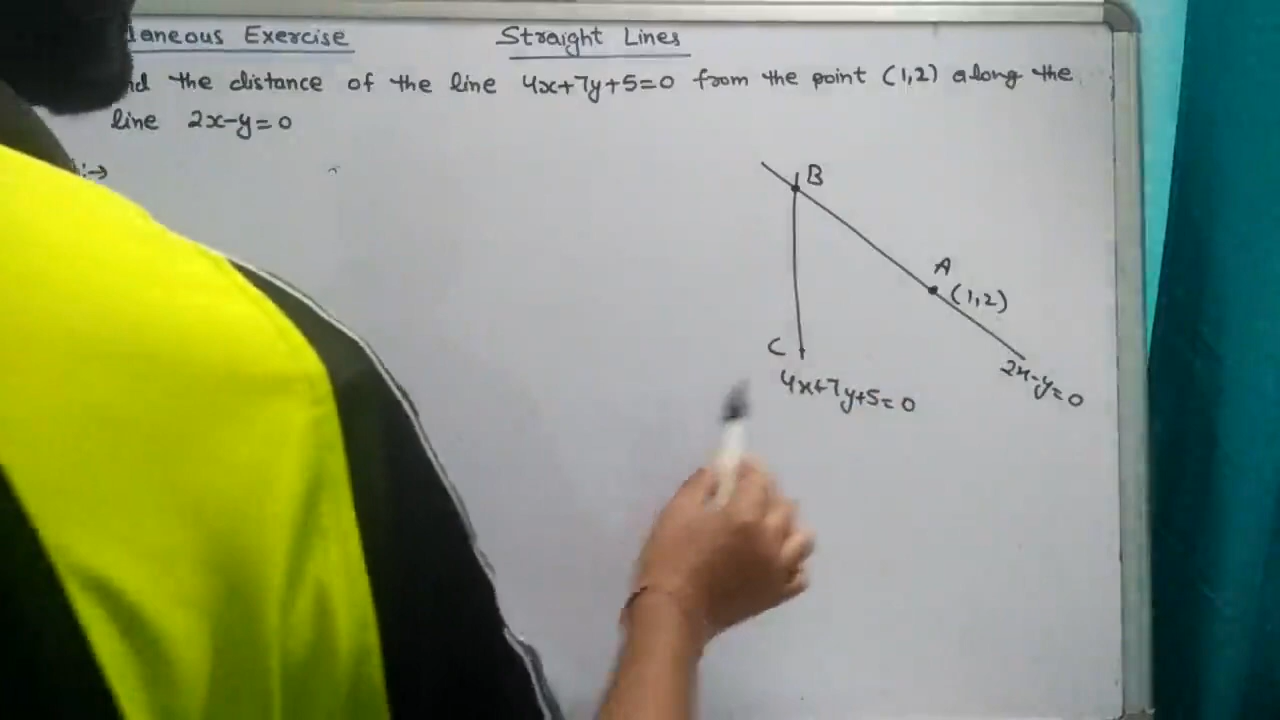 laneous Exercise Straight Lines
nd the distance of the line 4x+7y+5=0 from the point (1,2) along the
line 2x-y=0
:→
B
A
(1,2)
C
2x-y=0
4x+7y+5=0